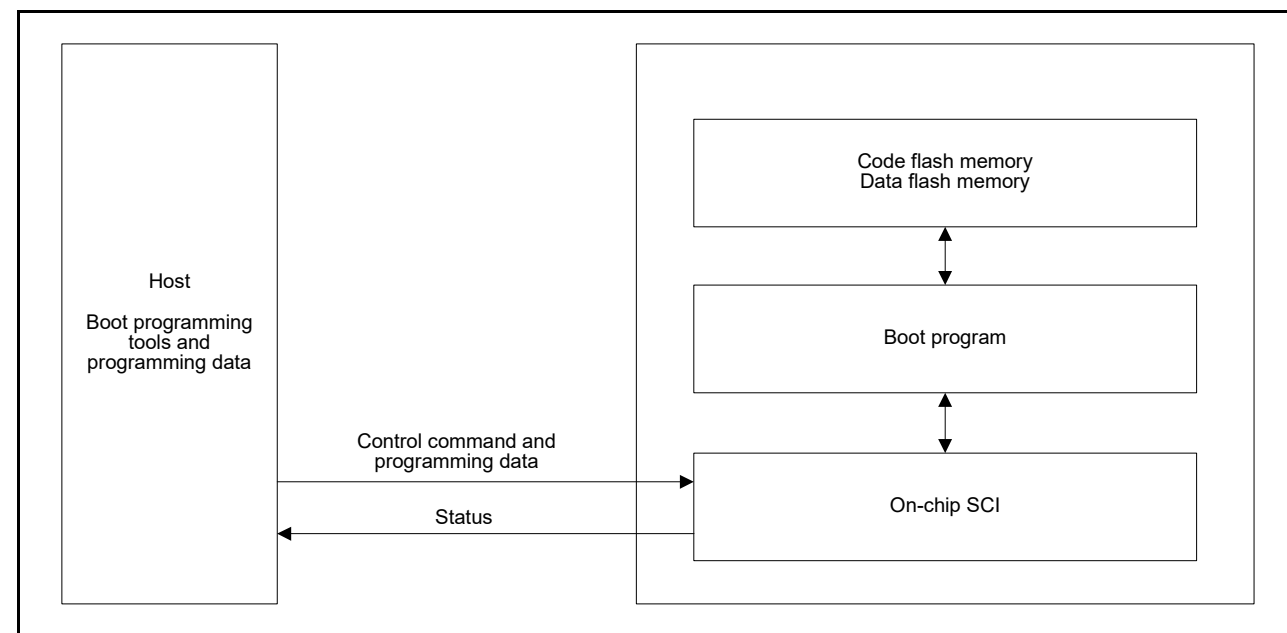 Host
Boot programming
tools and
programming data
Control command and
programming data
Status
Code flash memory
Data flash memory
Boot program
On-chip SCI